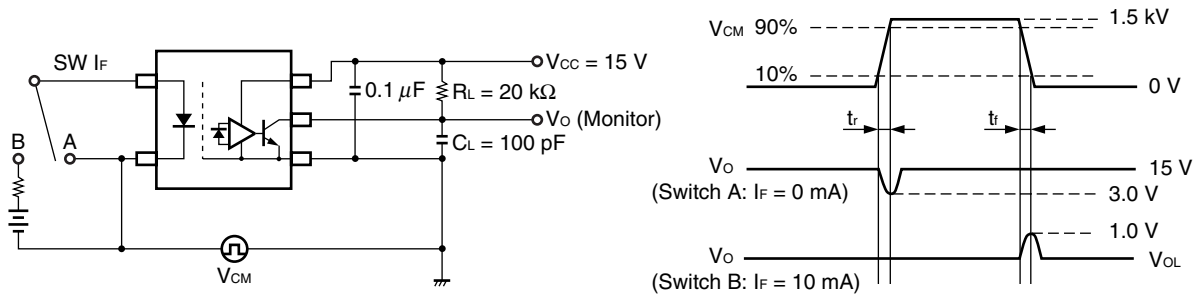 SW IF
B
A
0.1 μF
VCC = 15 V
RL = 20 kΩ
VO (Monitor)
CL = 100 pF
VCM
VCM 90%
10%
1.5 kV
0 V
tr
tf
VO
(Switch A: IF = 0 mA)
15 V
3.0 V
1.0 V
VO
(Switch B: IF = 10 mA)
VOL